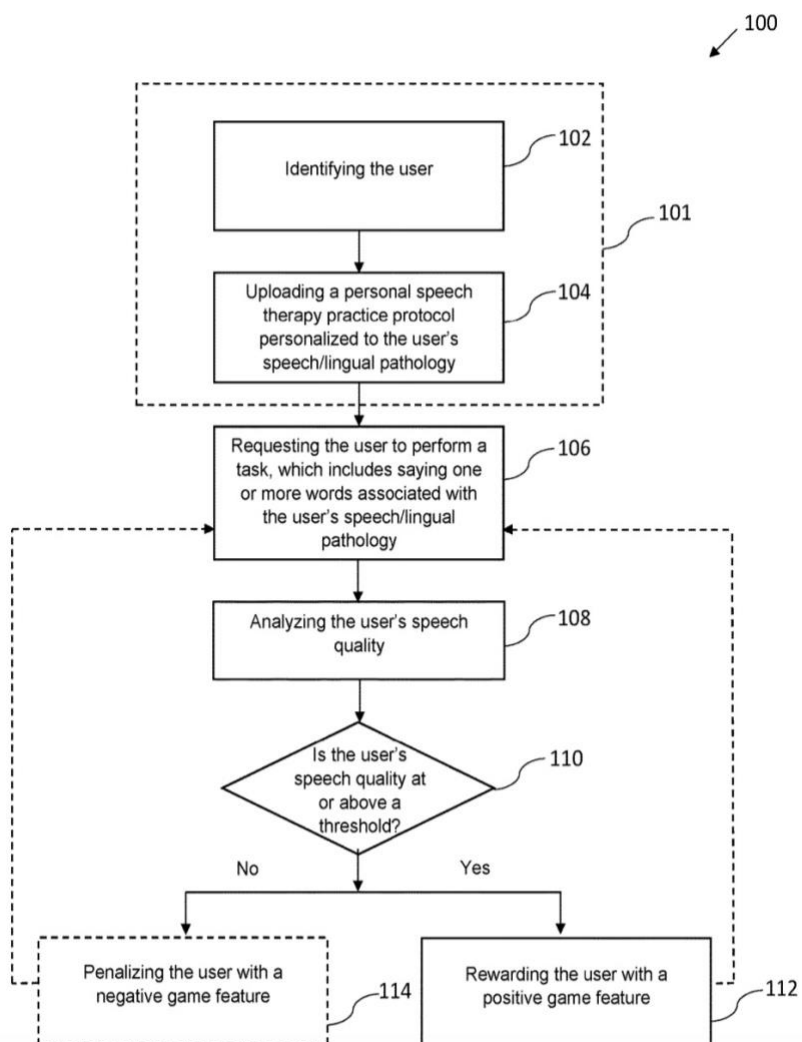 100
Identifying the user
102
101
Uploading a personal speech
therapy practice protocol
personalized to the user's
speech/lingual pathology
104
Requesting the user to perform a
task, which includes saying one
or more words associated with
the user's speech/lingual
pathology
106
Analyzing the user's speech
quality
108
Is the user's
speech quality at
or above a
threshold?
110
No
Yes
Penalizing the user with a
negative game feature
114
Rewarding the user with a
positive game feature
112